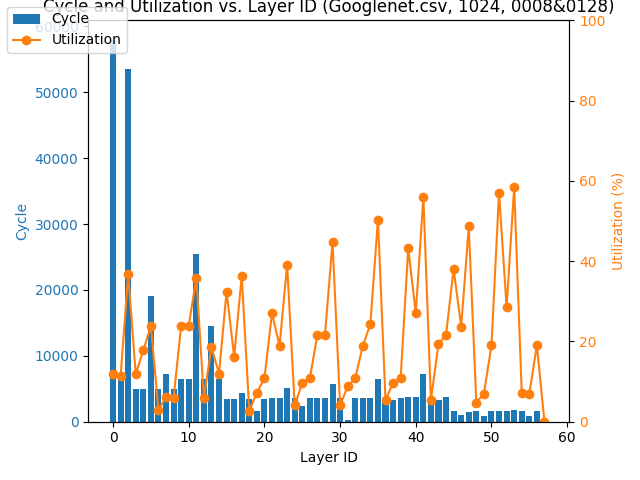 Cycle and Utilization vs. Layer ID (Googlenet.csv, 1024, 0008&0128)
Cycle
Utilization
60000
50000
40000
30000
20000
10000
0
Cycle
100
80
60
40
20
0
Utilization (%)
0 10 20 30 40 50 60
Layer ID